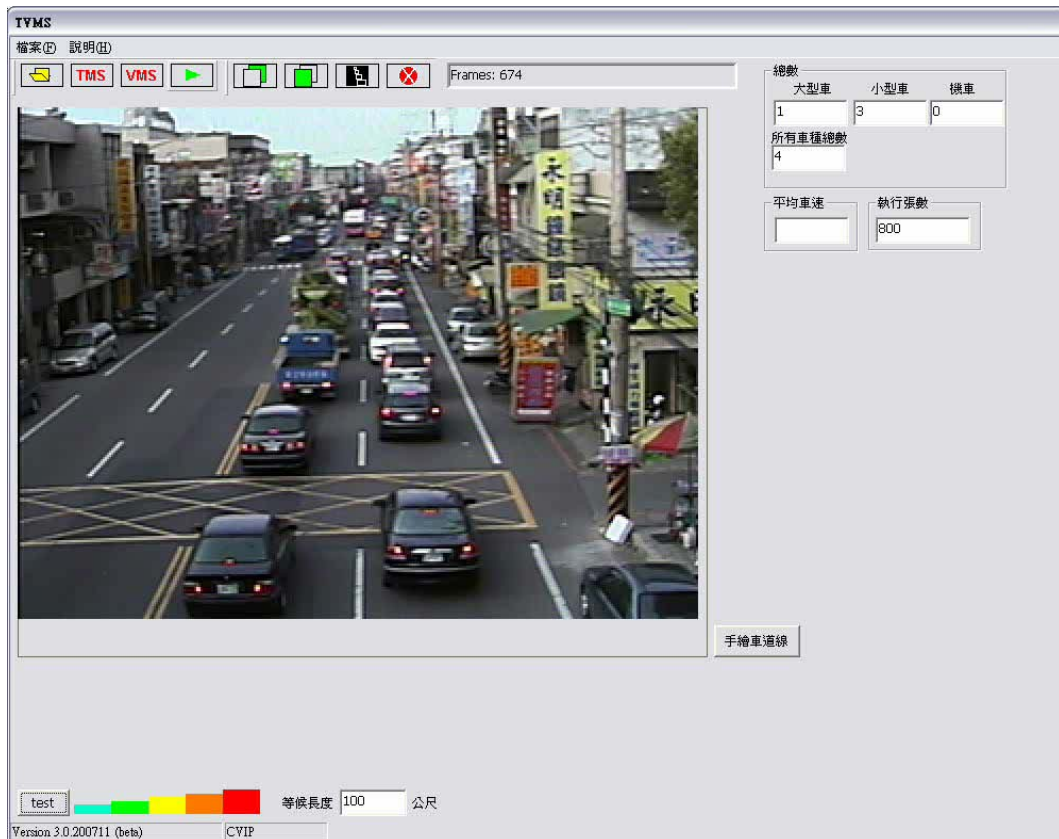 TVMS
檔案(F) 說明(H)
TMS VMS Frames: 674
總數
大型車 小型車 機車
1 3 0
所有車種總數
4
平均車速 執行張數
800
永明
永
手繪車道線
test 等候長度 100 公尺
Version 3.0.200711 (beta) CVIP